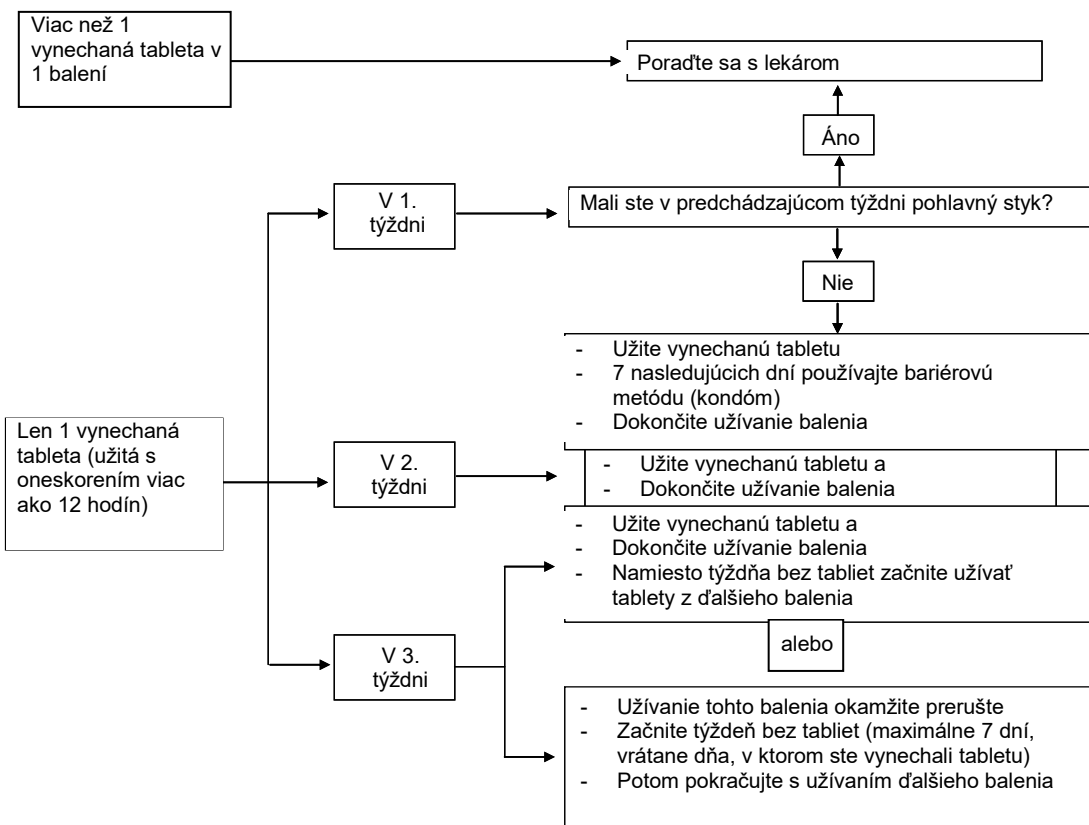 Viac než 1
vynechaná tableta v
1 balení
Poraďte sa s lekárom
Áno
V 1.
týždni
Mali ste v predchádzajúcom týždni pohlavný styk?
Nie
- Užite vynechanú tabletu
- 7 nasledujúcich dní používajte bariérovú
metódu (kondóm)
- Dokončite užívanie balenia
Len 1 vynechaná
tableta (užitá s
oneskorením viac
ako 12 hodín)
V 2.
týždni
- Užite vynechanú tabletu a
- Dokončite užívanie balenia
- Užite vynechanú tabletu a
- Dokončite užívanie balenia
- Namiesto týždňa bez tabliet začnite užívať
tablety z ďalšieho balenia
V 3.
týždni
alebo
- Užívanie tohto balenia okamžite prerušte
- Začnite týždeň bez tabliet (maximálne 7 dní,
vrátane dňa, v ktorom ste vynechali tabletu)
- Potom pokračujte s užívaním ďalšieho balenia